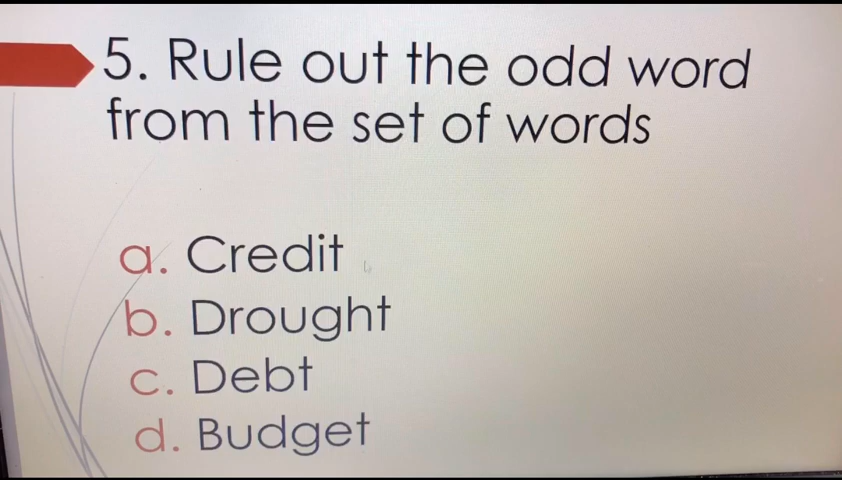 5. Rule out the odd word
from the set of words
a. Credit
b. Drought
c. Debt
d. Budget